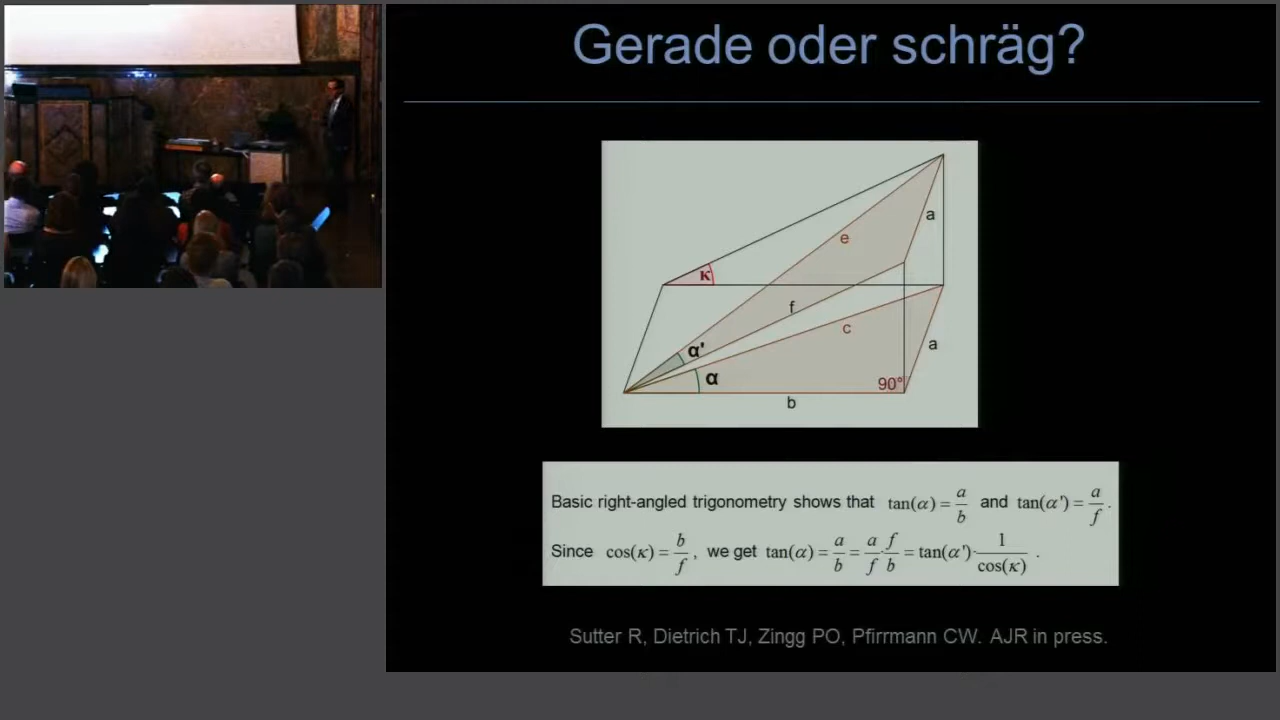 Gerade oder schräg?
a
e
κ
f
c
a
α'
α
90°
b
Basic right-angled trigonometry shows that tan(α) = a/b and tan(α') = a/f .
Since cos(κ) = b/f , we get tan(α) = a/b = a/f · f/b = tan(α') · 1/cos(κ) .
Sutter R, Dietrich TJ, Zingg PO, Pfirrmann CW. AJR in press.